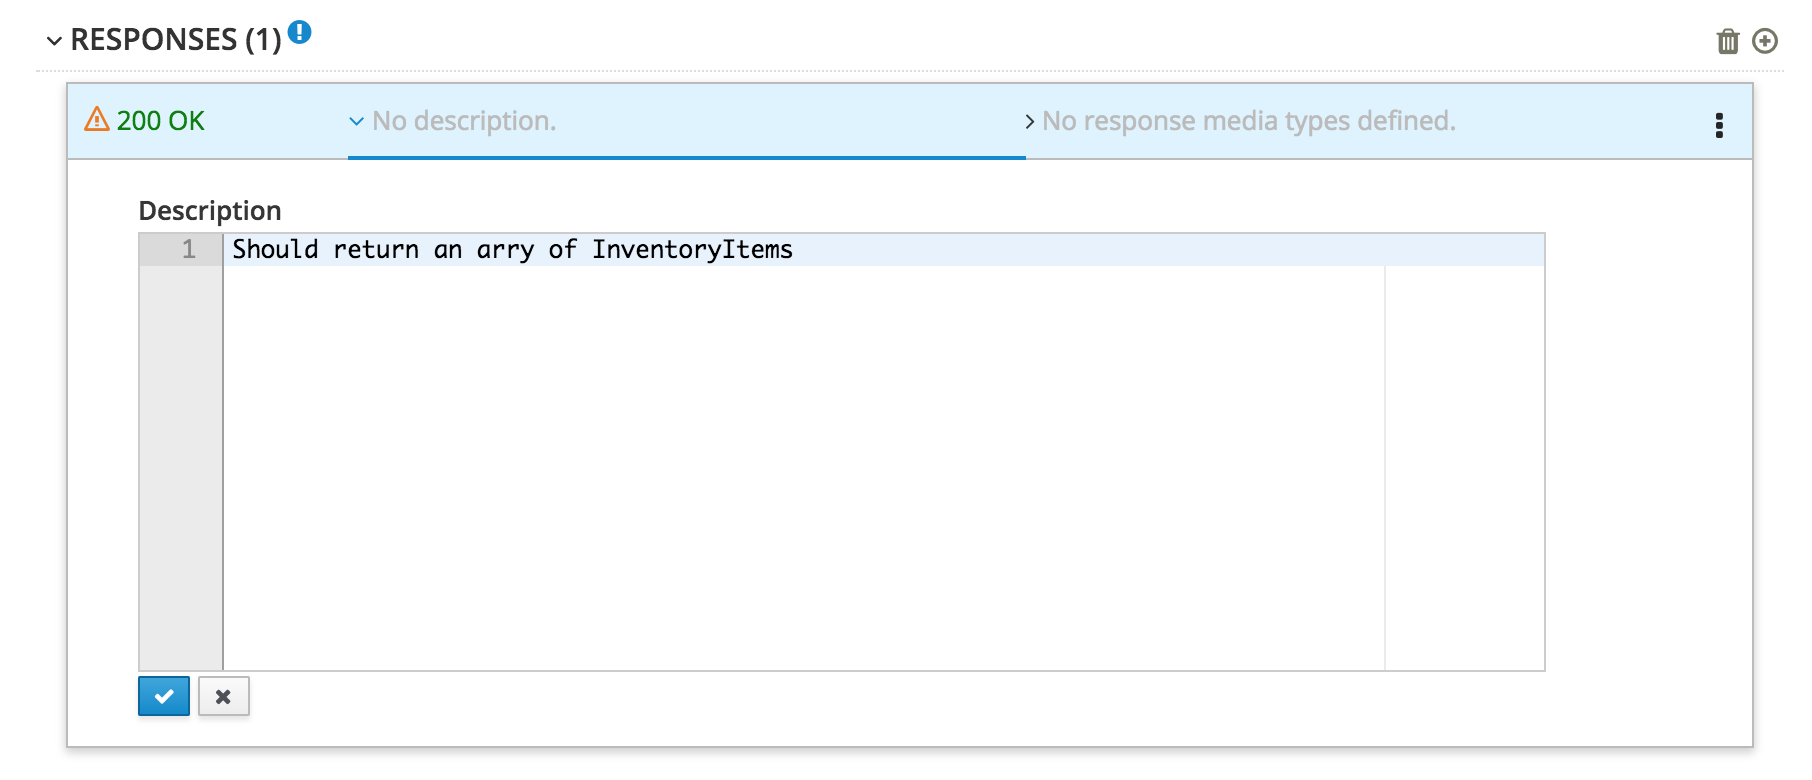 RESPONSES (1)
200 OK
No description.
No response media types defined.
Description
1 Should return an arry of InventoryItems